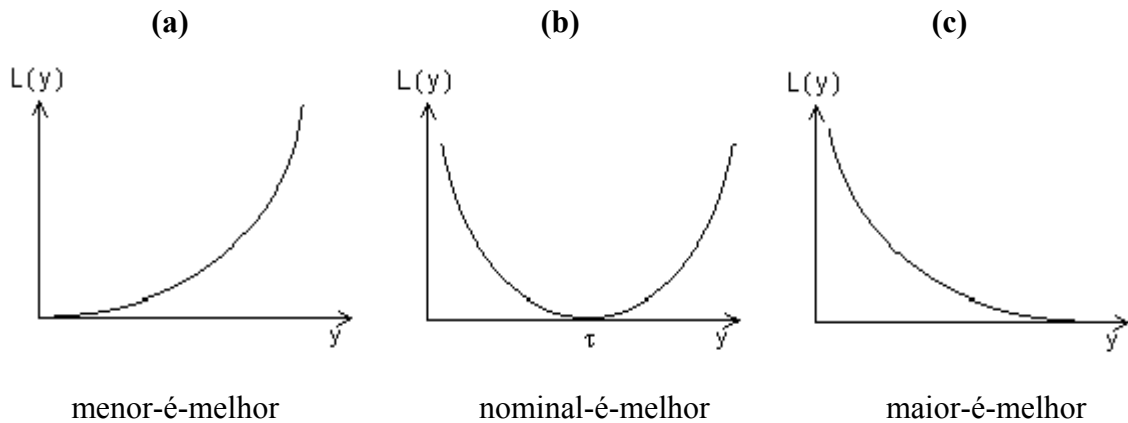 (a) (b) (c)
L(y) L(y) L(y)
y τ y y
menor-é-melhor nominal-é-melhor maior-é-melhor